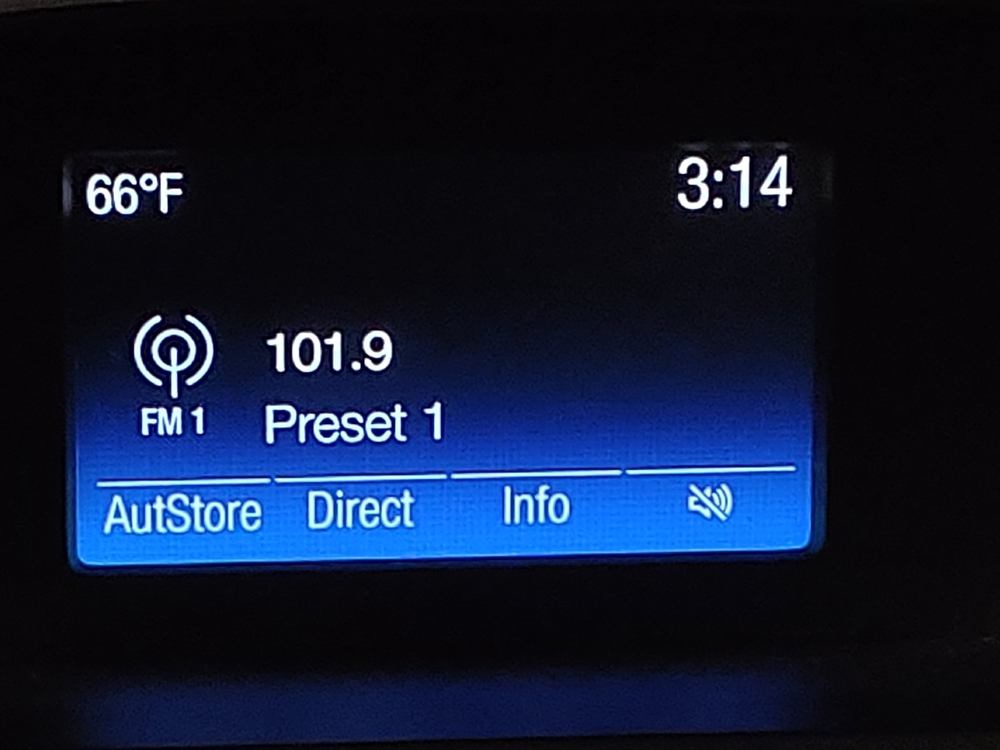 66°F 3:14
101.9
FM 1 Preset 1
AutStore Direct Info